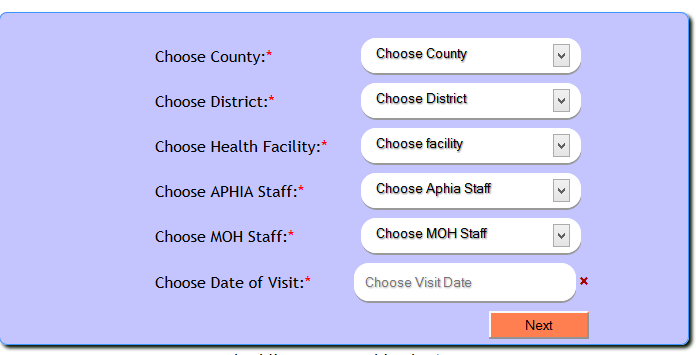 Choose County:* Choose County
Choose District:* Choose District
Choose Health Facility:* Choose facility
Choose APHIA Staff:* Choose Aphia Staff
Choose MOH Staff:* Choose MOH Staff
Choose Date of Visit:* Choose Visit Date
Next